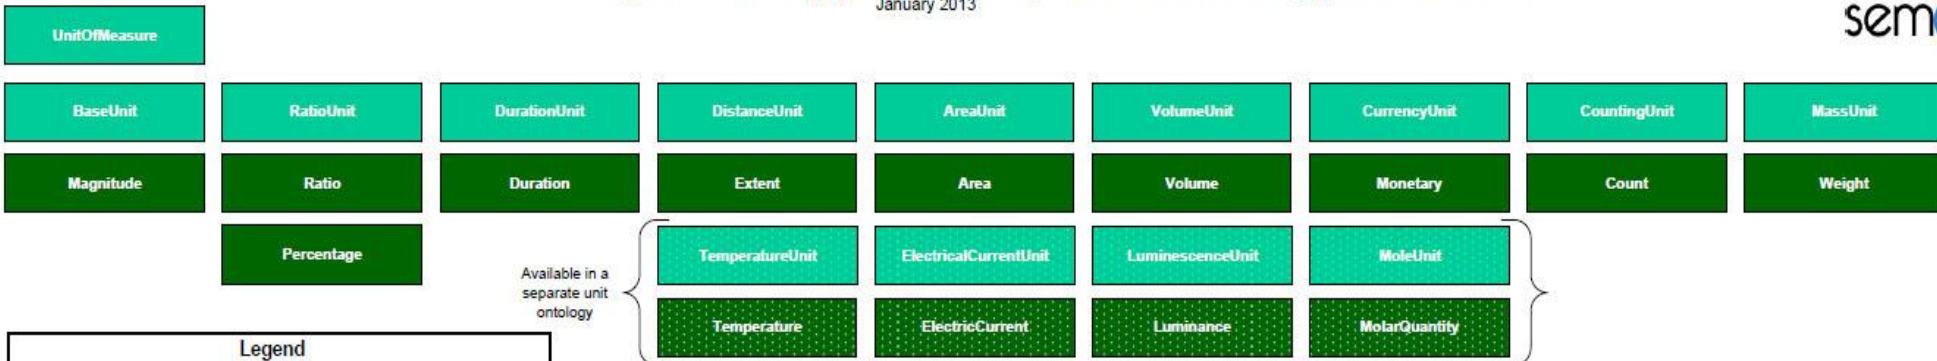 January 2013
UnitOfMeasure
BaseUnit RatioUnit DurationUnit DistanceUnit AreaUnit VolumeUnit CurrencyUnit CountingUnit MassUnit
Magnitude Ratio Duration Extent Area Volume Monetary Count Weight
Percentage TemperatureUnit ElectricalCurrentUnit LuminescenceUnit MoleUnit
Available in a
separate unit
ontology
Temperature ElectricCurrent Luminance MolarQuantity
Legend